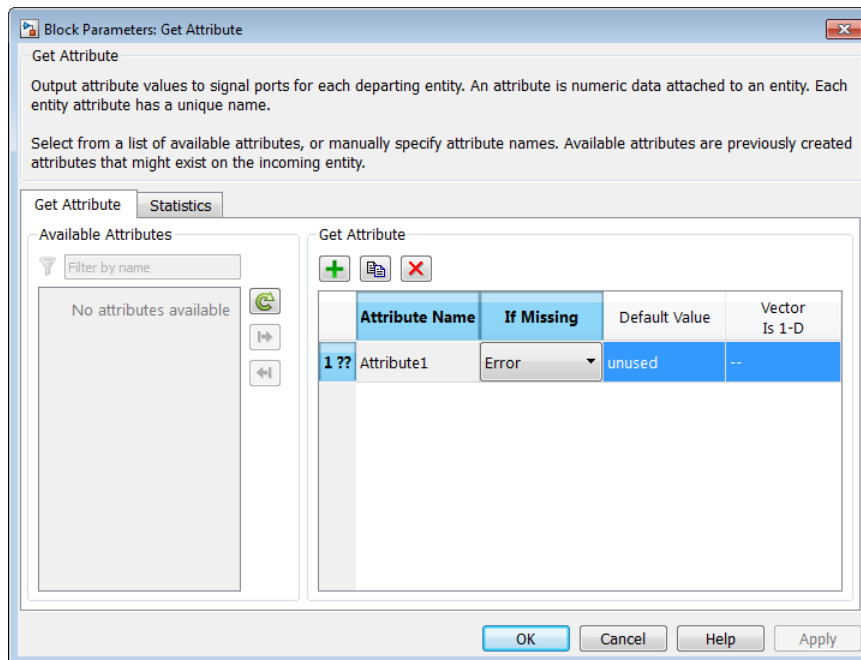 Block Parameters: Get Attribute
Get Attribute
Output attribute values to signal ports for each departing entity. An attribute is numeric data attached to an entity. Each
entity attribute has a unique name.
Select from a list of available attributes, or manually specify attribute names. Available attributes are previously created
attributes that might exist on the incoming entity.
Get Attribute Statistics
Available Attributes
Filter by name
No attributes available
Get Attribute
Attribute Name If Missing Default Value Vector
Is 1-D
1 ?? Attribute1 Error unused --
OK Cancel Help Apply